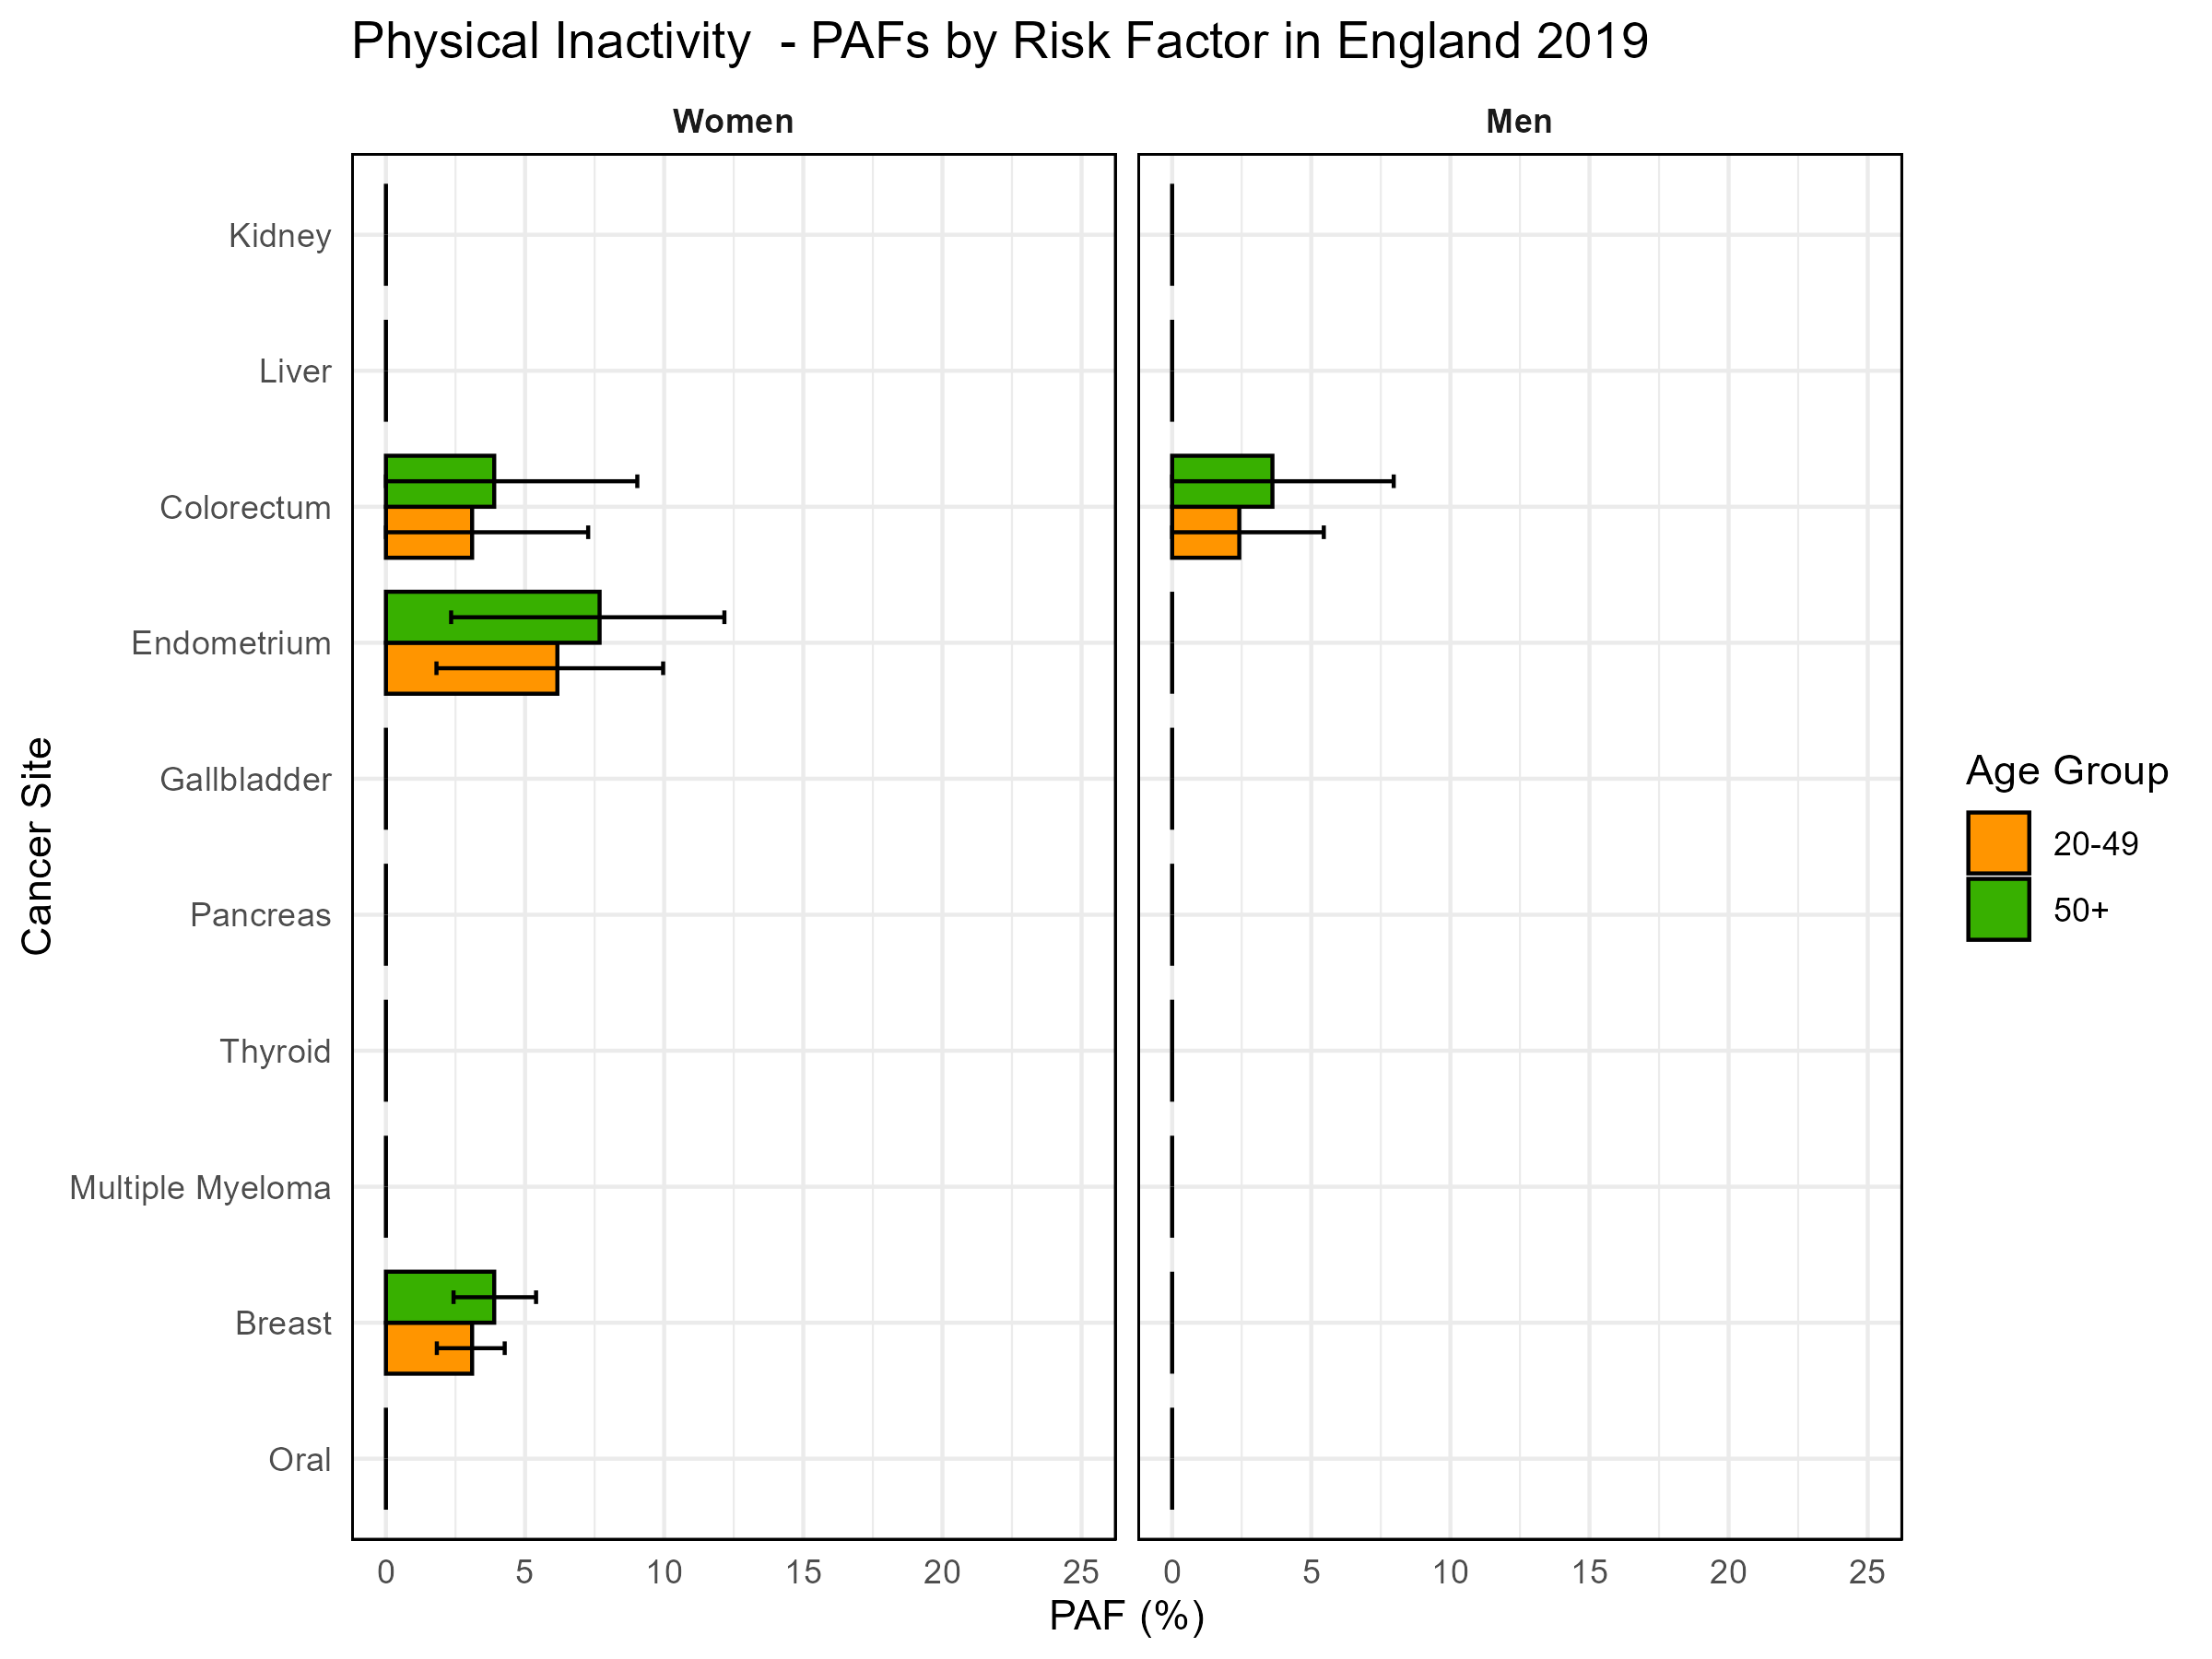 Physical Inactivity  - PAFs by Risk Factor in England 2019
Women
Men
Kidney
Liver
Colorectum
Endometrium
Gallbladder
Pancreas
Thyroid
Multiple Myeloma
Breast
Oral
Cancer Site
0 5 10 15 20 25
0 5 10 15 20 25
PAF (%)
Age Group
20-49
50+